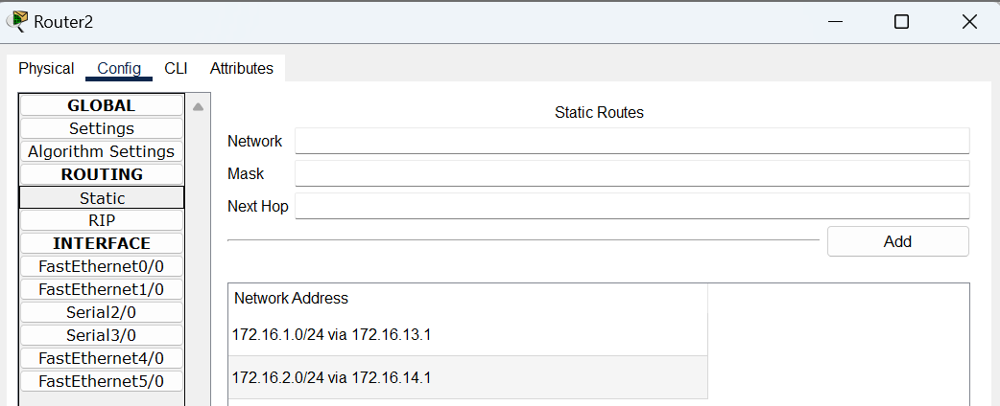 Router2
Physical Config CLI Attributes
GLOBAL
Settings
Algorithm Settings
ROUTING
Static
RIP
INTERFACE
FastEthernet0/0
FastEthernet1/0
Serial2/0
Serial3/0
FastEthernet4/0
FastEthernet5/0
Static Routes
Network
Mask
Next Hop
Add
Network Address
172.16.1.0/24 via 172.16.13.1
172.16.2.0/24 via 172.16.14.1